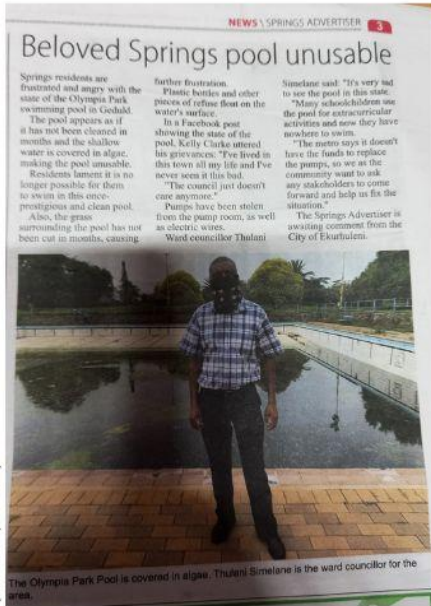 NEWS \ SPRINGS ADVERTISER 3
Beloved Springs pool unusable
Springs residents are
frustrated and angry with the
state of the Olympia Park
swimming pool in Geduld.
The pool appears as if
it has not been cleaned in
months and the shallow
water is covered in algae,
making the pool unusable.
Residents lament it is no
longer possible for them
to swim in this once-
prestigious and clean pool.
Also, the grass
surrounding the pool has not
been cut in months, causing
further frustration.
Plastic bottles and other
pieces of refuse float on the
water's surface.
In a Facebook post
showing the state of the
pool, Kelly Clarke uttered
his grievances: "I've lived in
this town all my life and I've
never seen it this bad.
"The council just doesn't
care anymore."
Pumps have been stolen
from the pump room, as well
as electric wires.
Ward councillor Thulani
Simelane said: "It's very sad
to see the pool in this state.
"Many schoolchildren use
the pool for extracurricular
activities and now they have
nowhere to swim.
"The metro says it doesn't
have the funds to replace
the pumps, so we as the
community want to ask
any stakeholders to come
forward and help us fix the
situation."
The Springs Advertiser is
awaiting comment from the
City of Ekurhuleni.
The Olympia Park Pool is covered in algae. Thulani Simelane is the ward councillor for the
area.